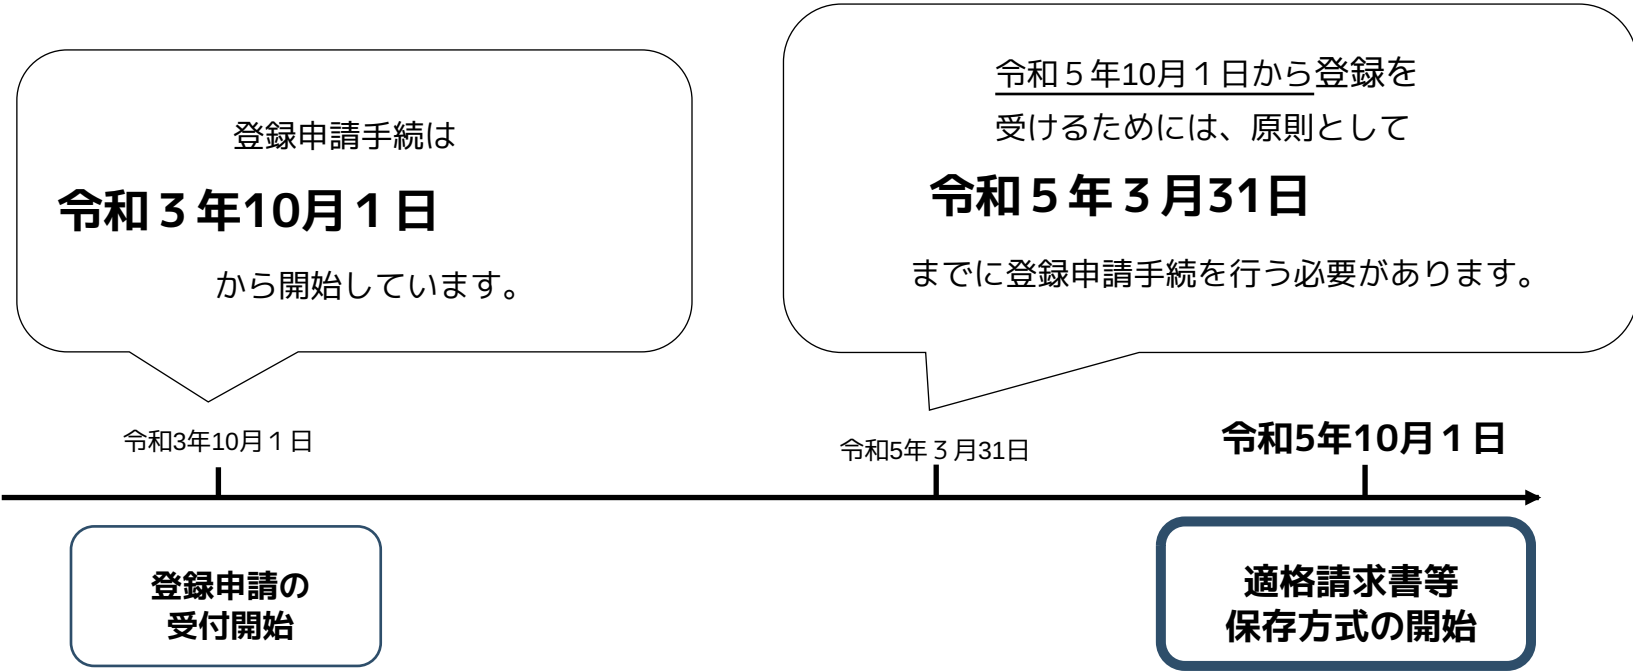 登録申請手続は
令和３年10月１日
から開始しています。
令和５年10月１日から登録を
受けるためには、原則として
令和５年３月31日
までに登録申請手続を行う必要があります。
令和3年10月１日
令和5年３月31日
令和5年10月１日
登録申請の
受付開始
適格請求書等
保存方式の開始